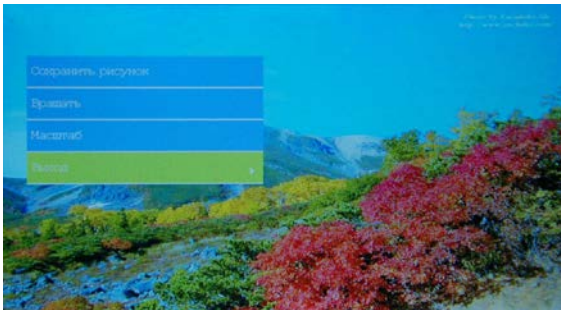 Сохранить рисунок
Вращать
Масштаб
Выход